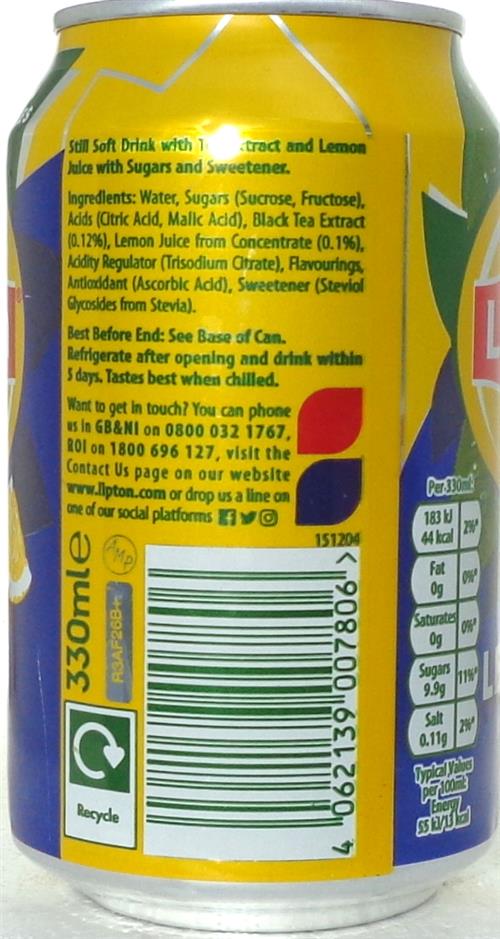 Still Soft Drink with and Lemon
Juice with Sugars and Sweetener.
Ingredients: Water, Sugars (Sucrose, Fructose),
Acids (Citric Acid, Malic Acid), Black Tea Extract
(0.12%), Lemon Juice from Concentrate (0.1%),
Acidity Regulator (Trisodium Citrate), Flavourings,
Antioxidant (Ascorbic Acid), Sweetener (Steviol
Glycosides from Stevia).
Best Before End: See Base of Can.
Refrigerate after opening and drink within
5 days. Tastes best when chilled.
Want to get in touch? You can phone
us in GB&NI on 0800 032 1767,
ROI on 1800 696 127, visit the
Contact Us page on our website
www.lipton.com or drop us a line on
one of our social platforms
151204
330ml e
AMP
Recycle
4 062139 007806 >
Per 330ml:
183 kJ
44 kcal
2%*
Fat
0g
0%*
Saturates
0g
0%*
Sugars
9.9g
11%*
Salt
0.11g
2%*
Typical Values
per 100ml:
Energy
55 kJ/13 kcal